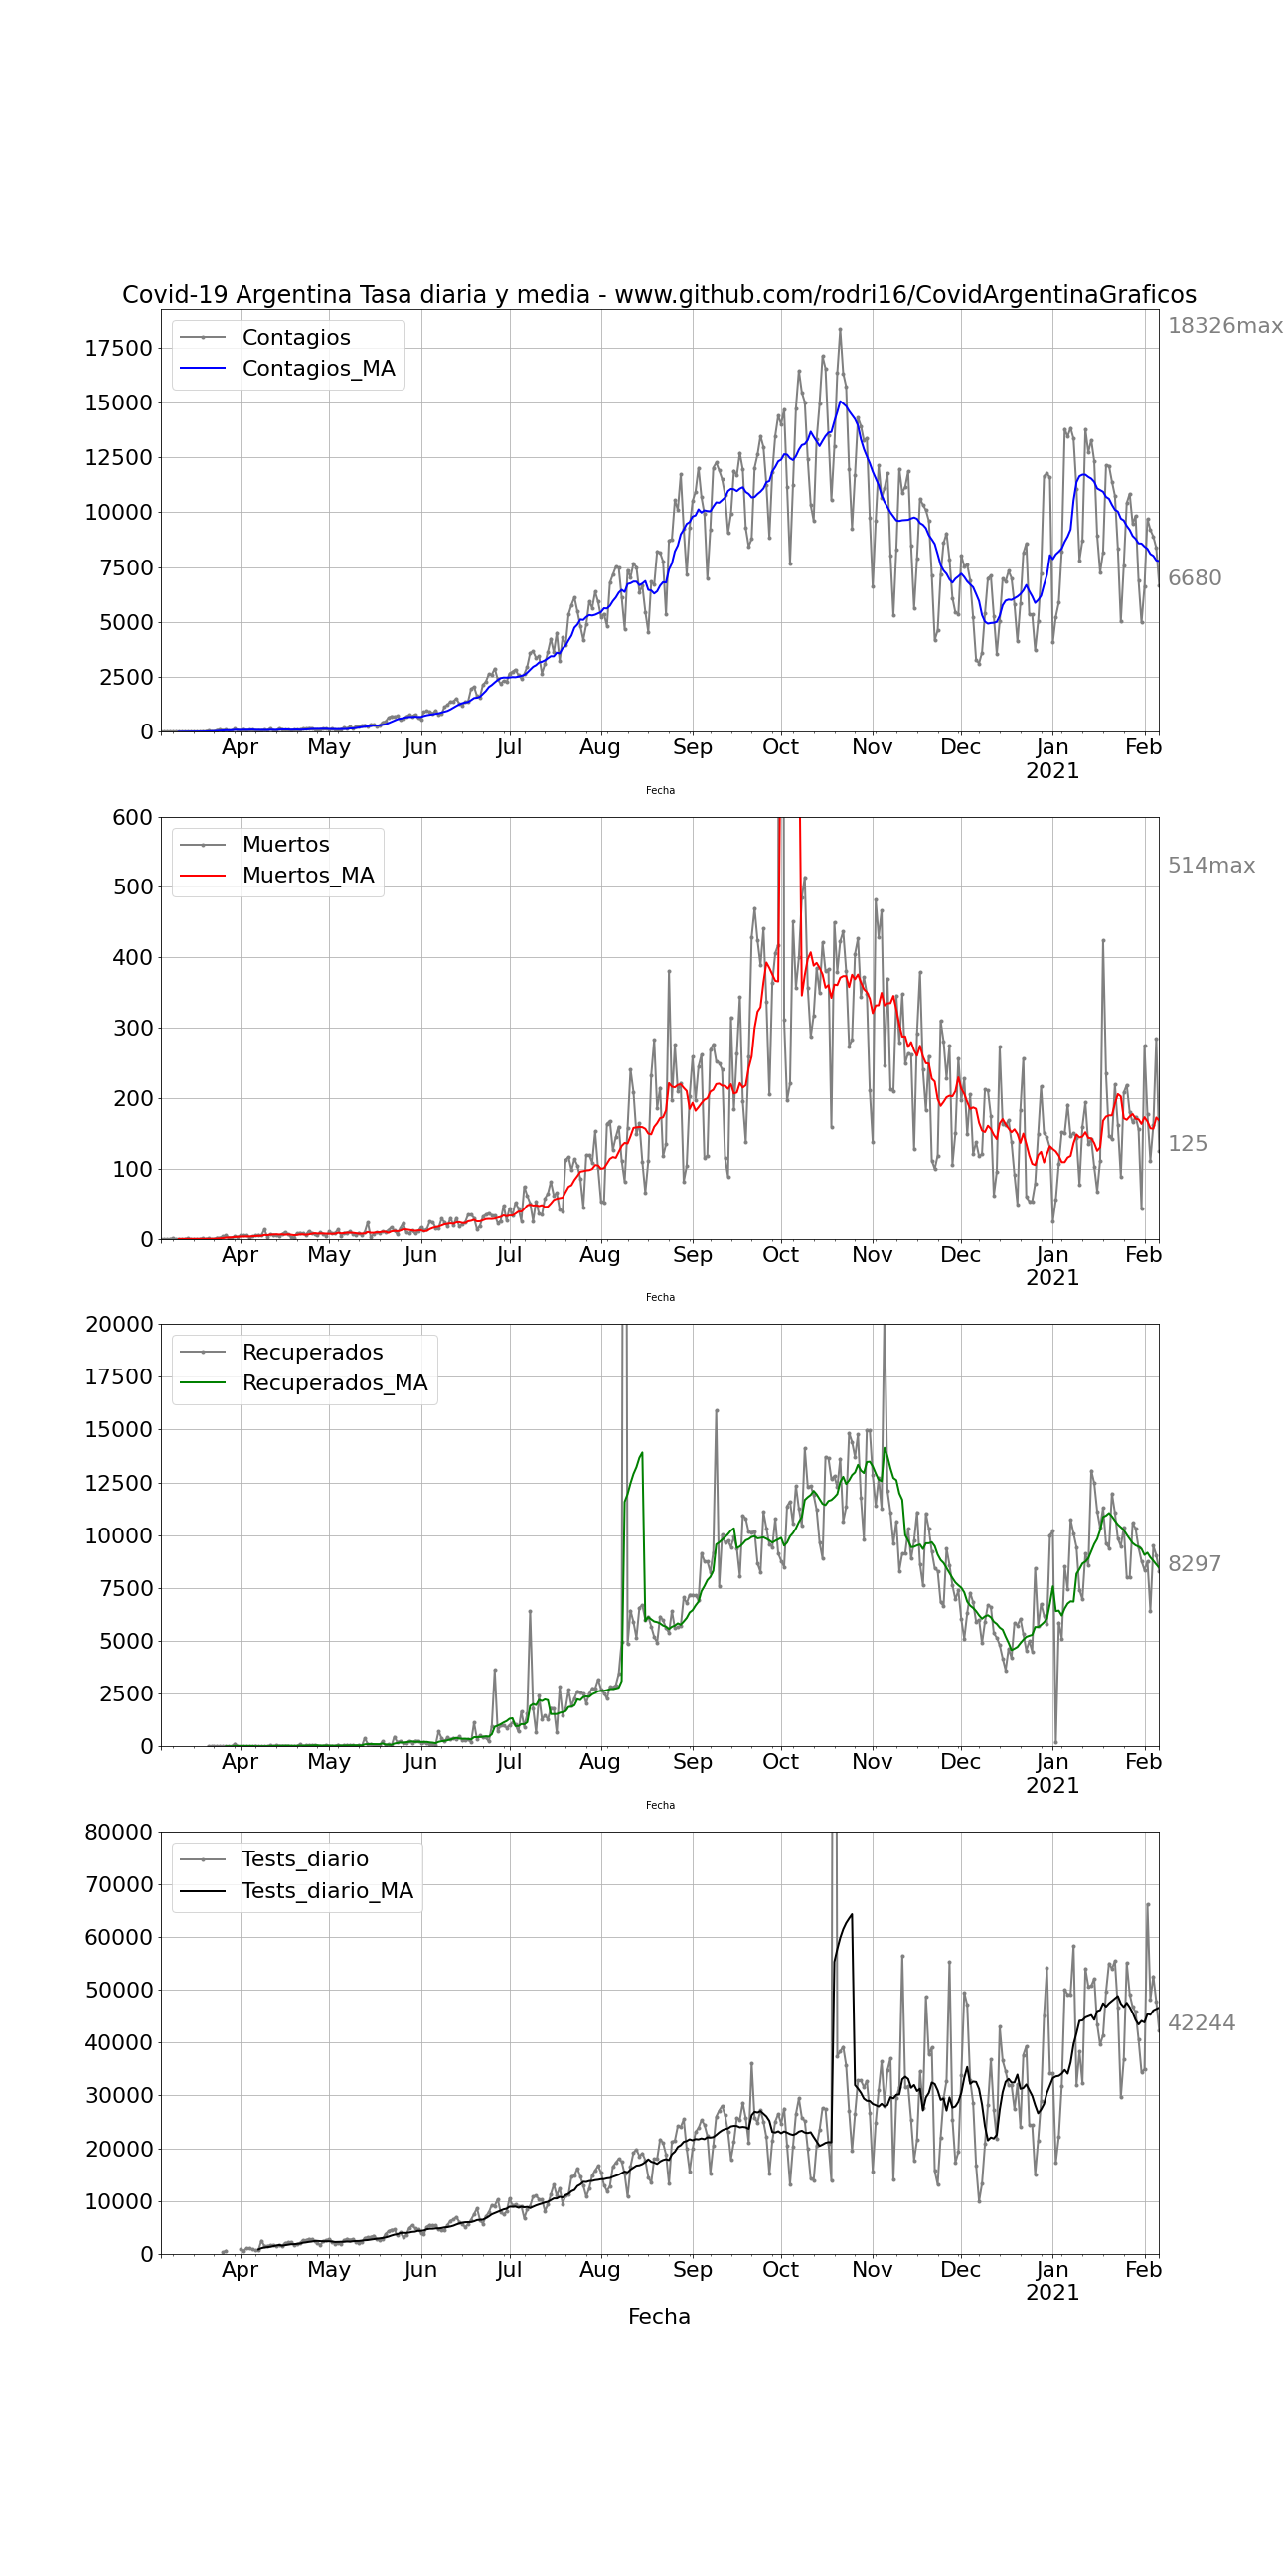 Covid-19 Argentina Tasa diaria y media - www.github.com/rodri16/CovidArgentinaGraficos
18326max
Contagios
Contagios_MA
17500
15000
12500
10000
7500
6680
5000
2500
0
Apr May Jun Jul Aug Sep Oct Nov Dec Jan Feb
2021
Fecha
600
Muertos
Muertos_MA
514max
500
400
300
200
125
100
0
Apr May Jun Jul Aug Sep Oct Nov Dec Jan Feb
2021
Fecha
20000
Recuperados
Recuperados_MA
17500
15000
12500
10000
8297
7500
5000
2500
0
Apr May Jun Jul Aug Sep Oct Nov Dec Jan Feb
2021
Fecha
80000
Tests_diario
Tests_diario_MA
70000
60000
50000
42244
40000
30000
20000
10000
0
Apr May Jun Jul Aug Sep Oct Nov Dec Jan Feb
2021
Fecha